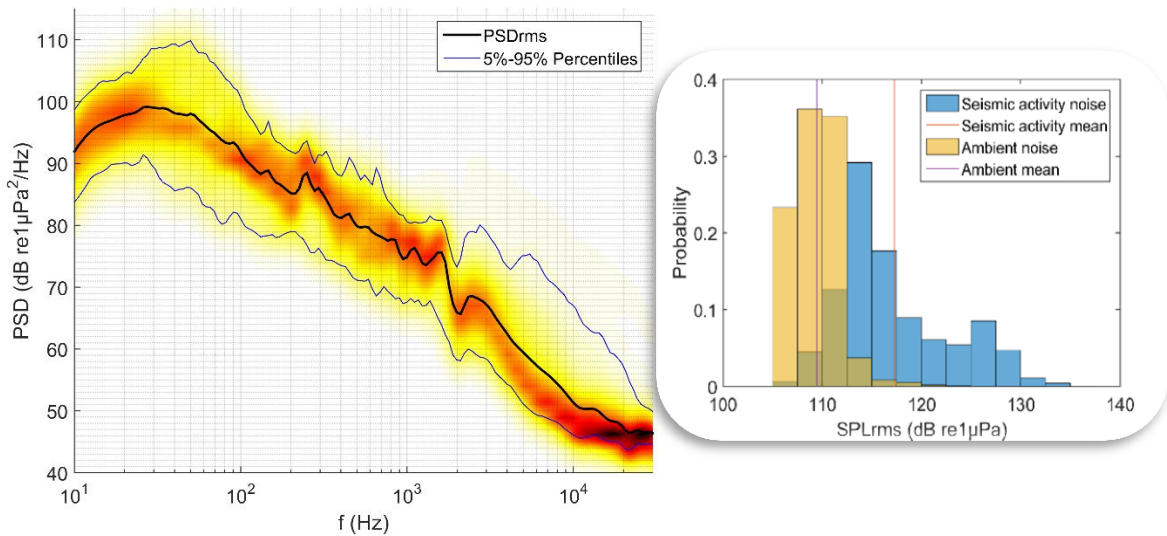 110
100
90
80
70
60
50
40
PSD (dB re1µPa²/Hz)
10¹
10²
10³
10⁴
f (Hz)
PSDrms
5%-95% Percentiles
0.4
0.3
0.2
0.1
0
Probability
100
110
120
130
140
SPLrms (dB re1µPa)
Seismic activity noise
Seismic activity mean
Ambient noise
Ambient mean